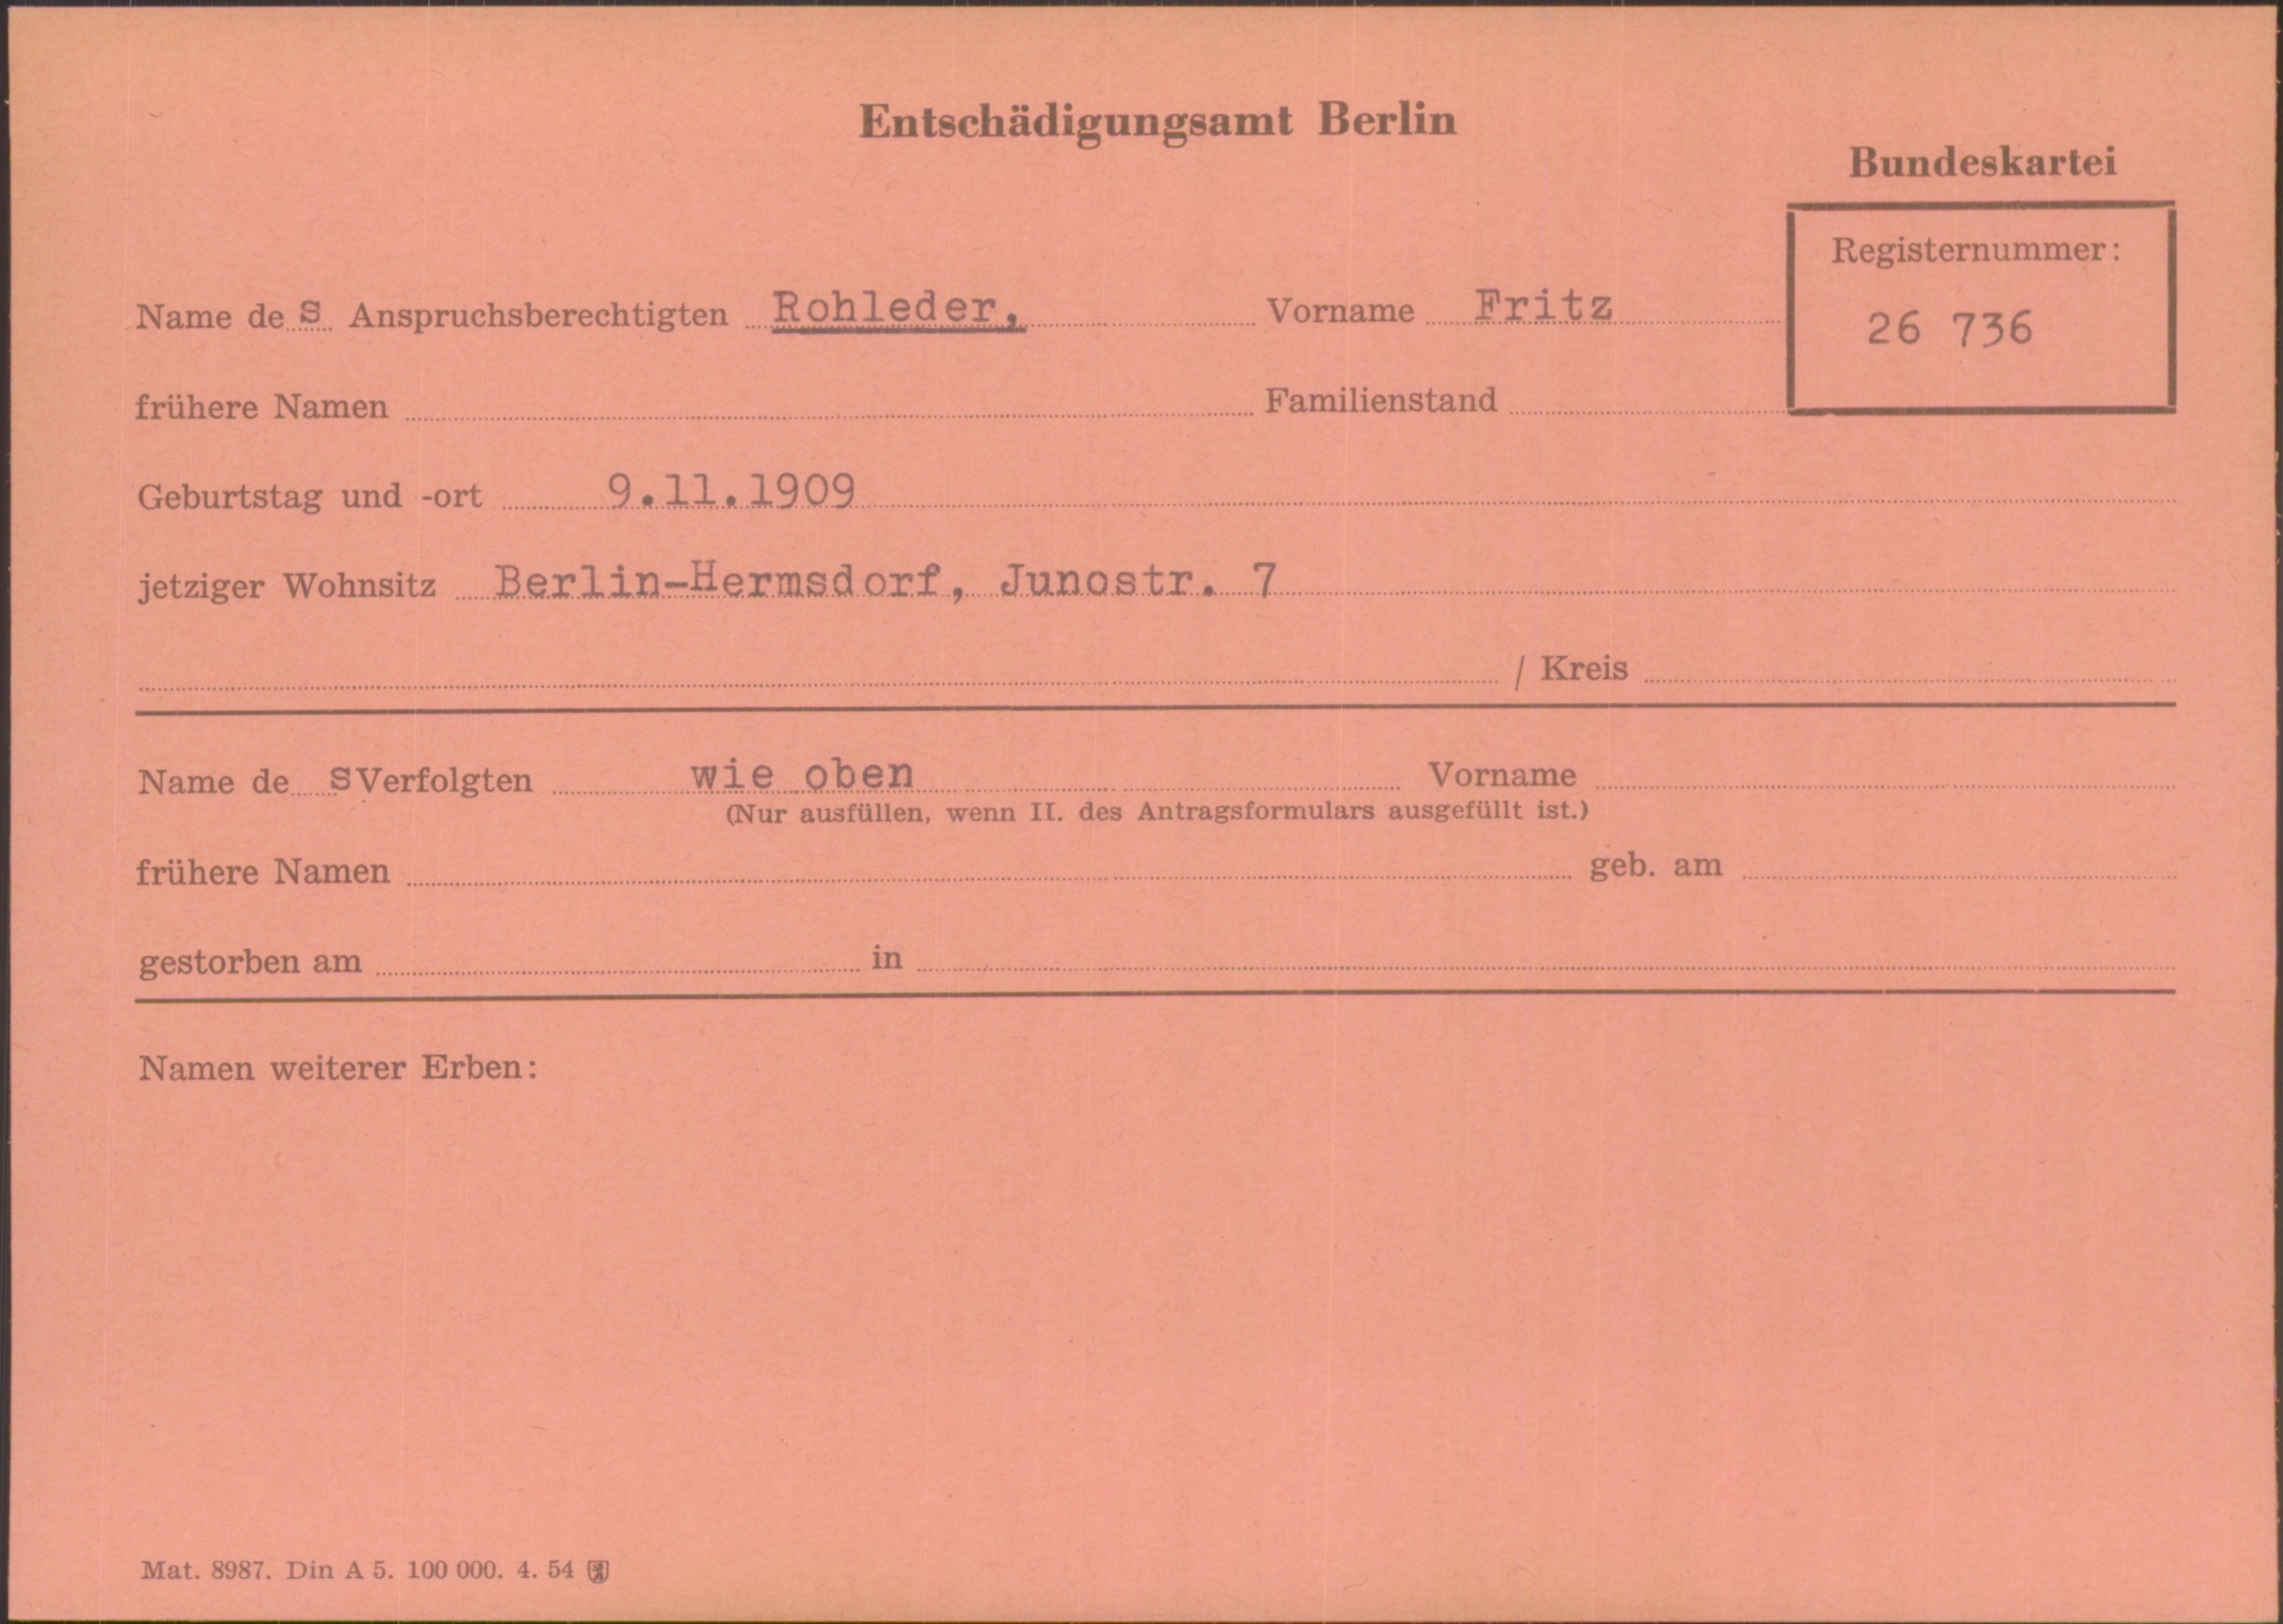 Entschädigungsamt Berlin
Bundeskartei
Registernummer:
26 736
Name de s Anspruchsberechtigten Rohleder, Vorname Fritz
frühere Namen Familienstand
Geburtstag und -ort 9.11.1909
jetziger Wohnsitz Berlin-Hermsdorf, Junostr. 7
/ Kreis
Name de s Verfolgten wie oben Vorname
(Nur ausfüllen, wenn II. des Antragsformulars ausgefüllt ist.)
frühere Namen geb. am
gestorben am in
Namen weiterer Erben:
Mat. 8987. Din A 5. 100 000. 4. 54